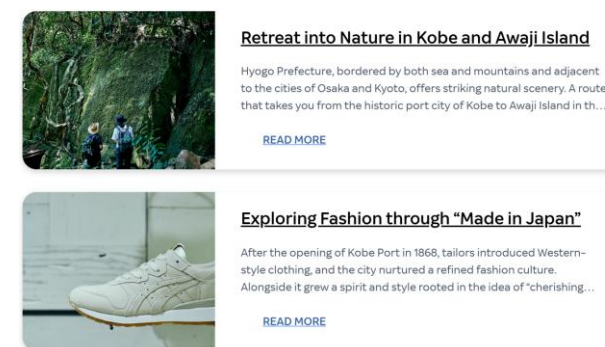 Retreat into Nature in Kobe and Awaji Island
Hyogo Prefecture, bordered by both sea and mountains and adjacent
to the cities of Osaka and Kyoto, offers striking natural scenery. A route
that takes you from the historic port city of Kobe to Awaji Island in th...
READ MORE
Exploring Fashion through “Made in Japan”
After the opening of Kobe Port in 1868, tailors introduced Western-
style clothing, and the city nurtured a refined fashion culture.
Alongside it grew a spirit and style rooted in the idea of “cherishing...
READ MORE